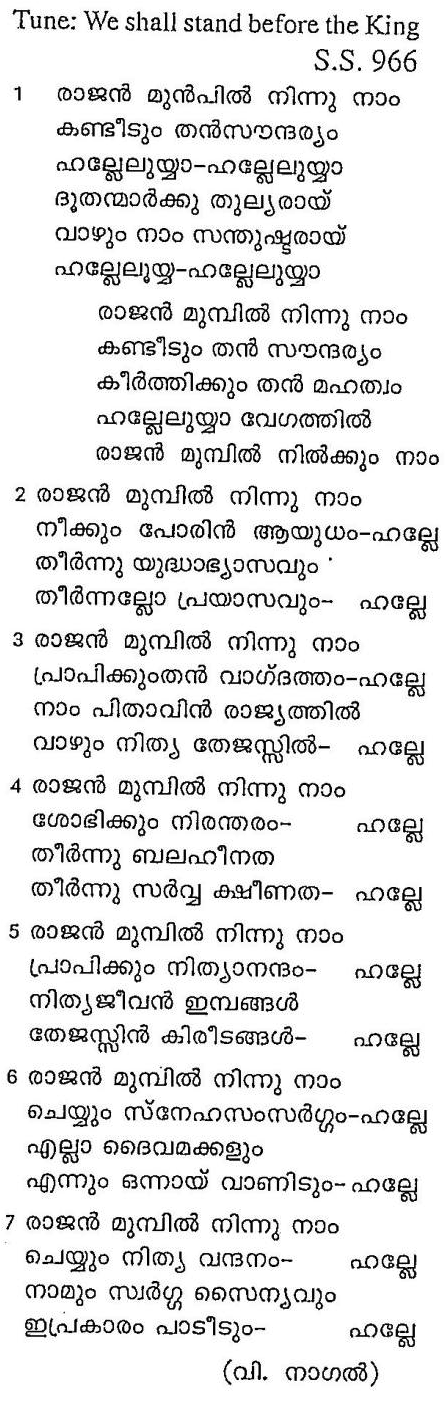 Tune: We shall stand before the King
S.S. 966
1 രാജൻ മുൻപിൽ നിന്നു നാം
കണ്ടീടും തൻസൗന്ദര്യം
ഹല്ലേലുയ്യാ-ഹല്ലേലുയ്യാ
ദൂതന്മാർക്കു തുല്യരായ്
വാഴും നാം സന്തുഷ്ടരായ്
ഹല്ലേലൂയ്യ-ഹല്ലേലുയ്യാ
രാജൻ മുമ്പിൽ നിന്നു നാം
കണ്ടീടും തൻ സൗന്ദര്യം
കീർത്തിക്കും തൻ മഹത്വം
ഹല്ലേലുയ്യാ വേഗത്തിൽ
രാജൻ മുമ്പിൽ നിൽക്കും നാം
2 രാജൻ മുമ്പിൽ നിന്നു നാം
നീക്കും പോരിൻ ആയുധം-ഹല്ലേ
തീർന്നു യുദ്ധാഭ്യാസവും
തീർന്നല്ലോ പ്രയാസവും- ഹല്ലേ
3 രാജൻ മുമ്പിൽ നിന്നു നാം
പ്രാപിക്കുംതൻ വാഗ്ദത്തം-ഹല്ലേ
നാം പിതാവിൻ രാജ്യത്തിൽ
വാഴും നിത്യ തേജസ്സിൽ- ഹല്ലേ
4 രാജൻ മുമ്പിൽ നിന്നു നാം
ശോഭിക്കും നിരന്തരം- ഹല്ലേ
തീർന്നു ബലഹീനത
തീർന്നു സർവ്വ ക്ഷീണത- ഹല്ലേ
5 രാജൻ മുമ്പിൽ നിന്നു നാം
പ്രാപിക്കും നിത്യാനന്ദം- ഹല്ലേ
നിത്യജീവൻ ഇമ്പങ്ങൾ
തേജസ്സിൻ കിരീടങ്ങൾ- ഹല്ലേ
6 രാജൻ മുമ്പിൽ നിന്നു നാം
ചെയ്യും സ്നേഹസംസർഗ്ഗം-ഹല്ലേ
എല്ലാ ദൈവമക്കളും
എന്നും ഒന്നായ് വാണിടും- ഹല്ലേ
7 രാജൻ മുമ്പിൽ നിന്നു നാം
ചെയ്യും നിത്യ വന്ദനം- ഹല്ലേ
നാമും സ്വർഗ്ഗ സൈന്യവും
ഇപ്രകാരം പാടീടും- ഹല്ലേ
(വി. നാഗൽ)